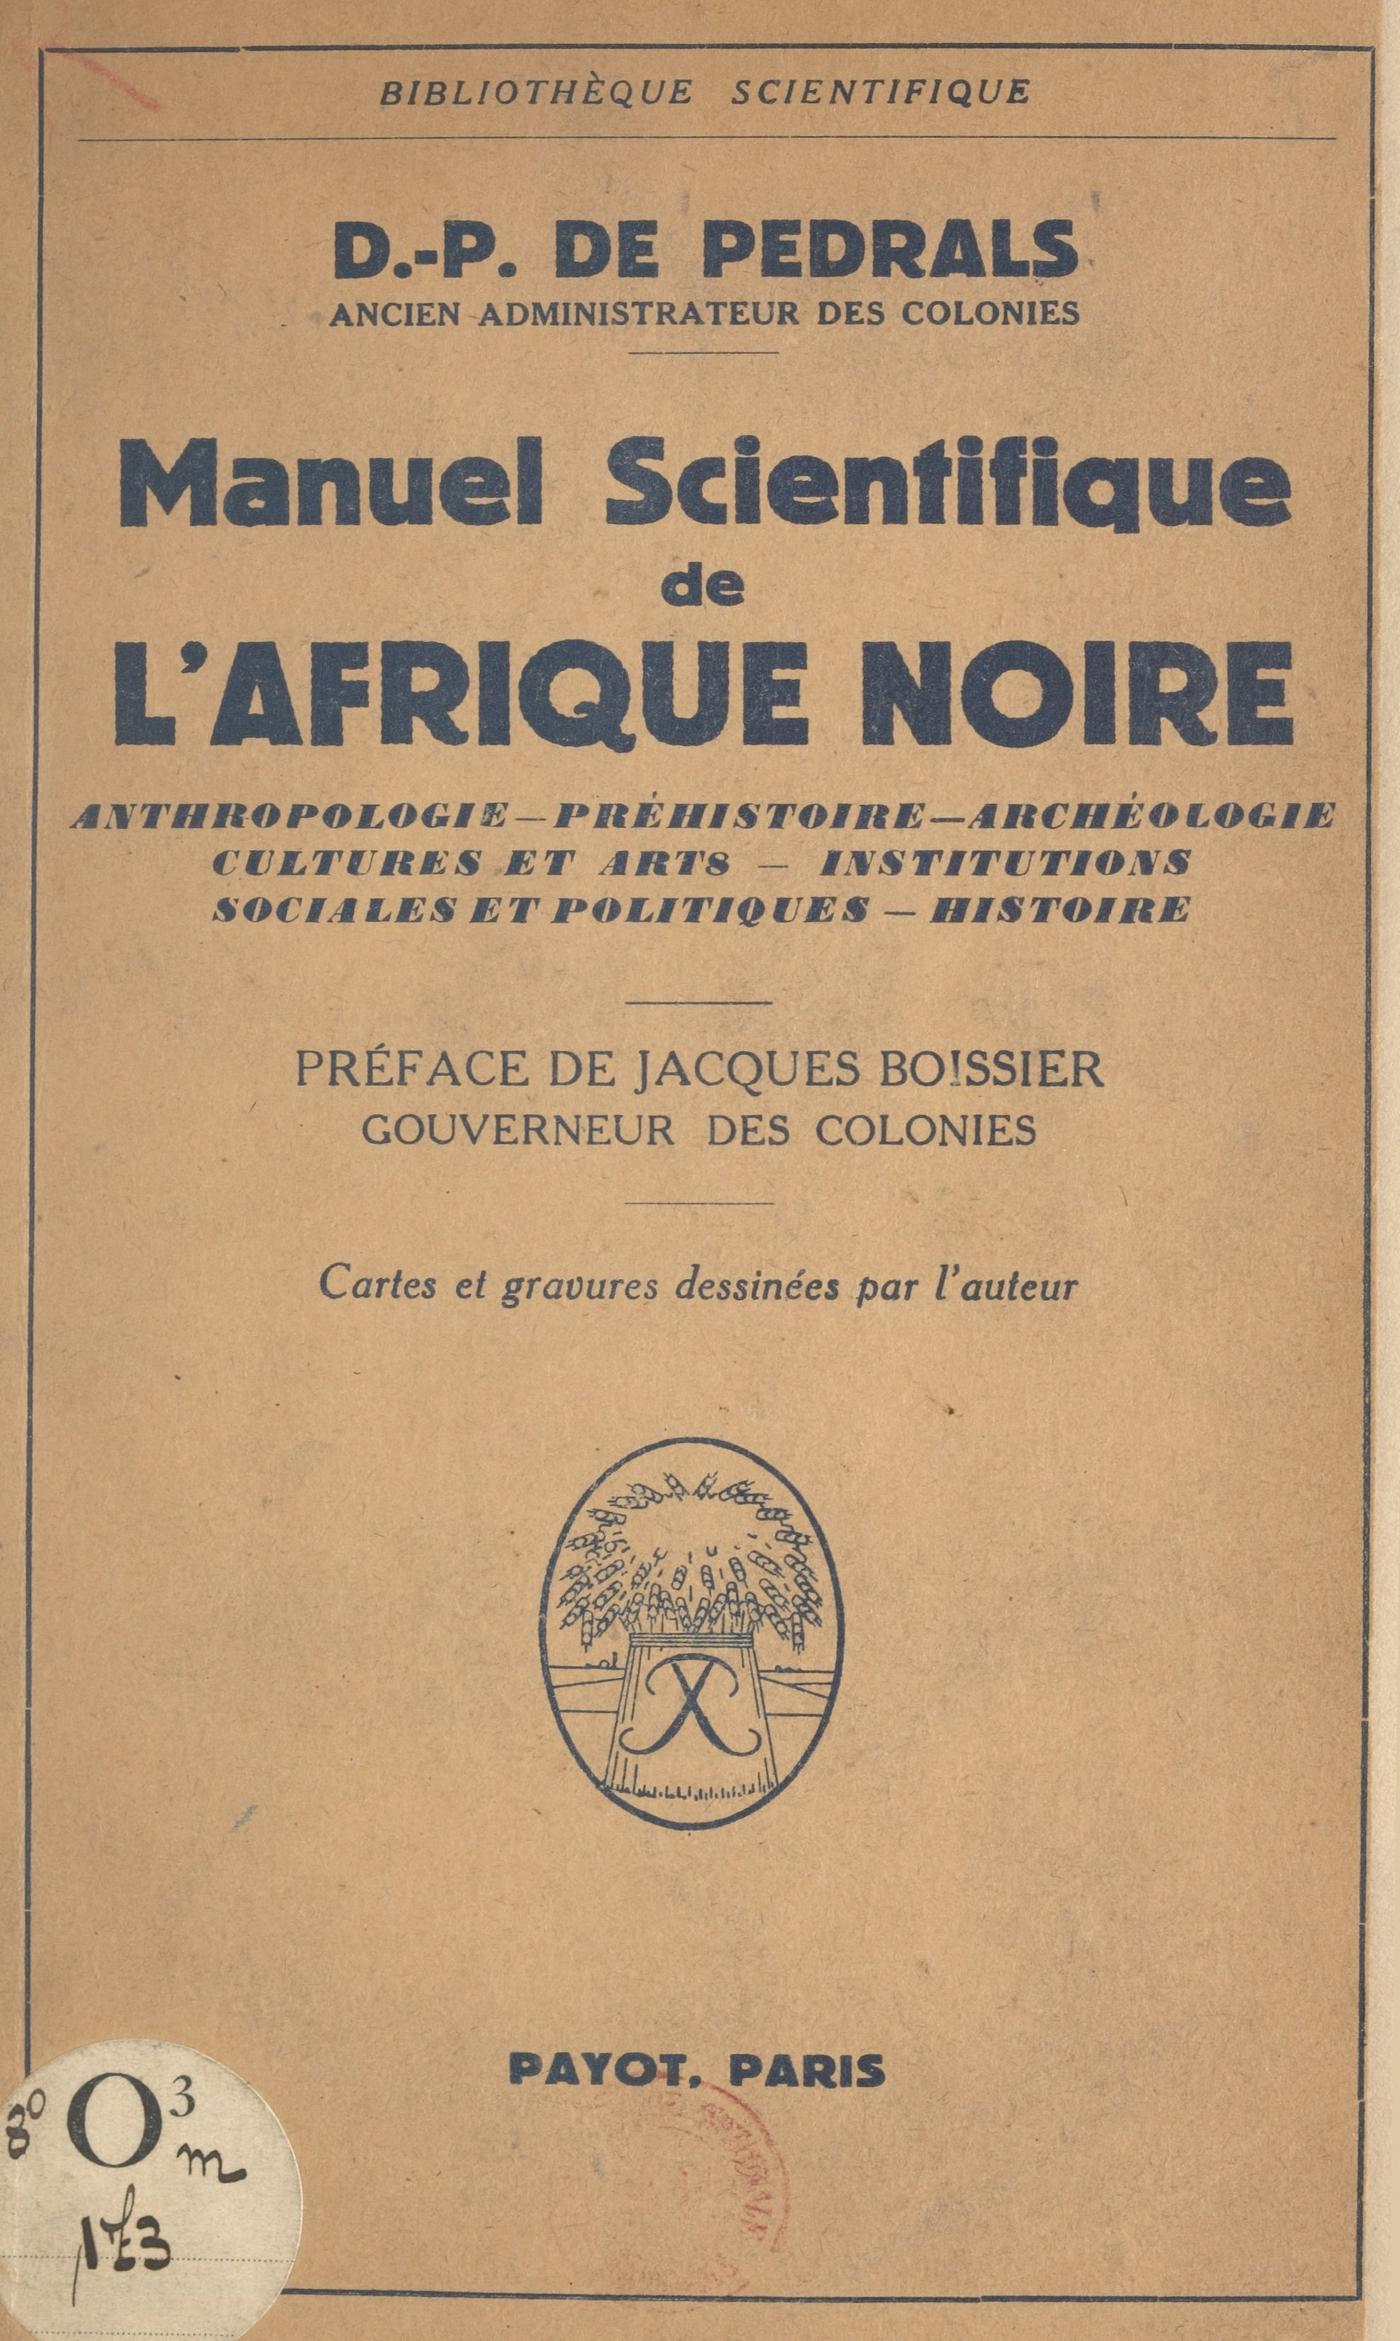 BIBLIOTHÈQUE SCIENTIFIQUE
D.-P. DE PEDRALS
ANCIEN ADMINISTRATEUR DES COLONIES
Manuel Scientifique
de
L'AFRIQUE NOIRE
ANTHROPOLOGIE — PRÉHISTOIRE — ARCHÉOLOGIE
CULTURES ET ARTS — INSTITUTIONS
SOCIALES ET POLITIQUES — HISTOIRE
PRÉFACE DE JACQUES BOISSIER
GOUVERNEUR DES COLONIES
Cartes et gravures dessinées par l'auteur
PAYOT, PARIS
8° O³ m
173